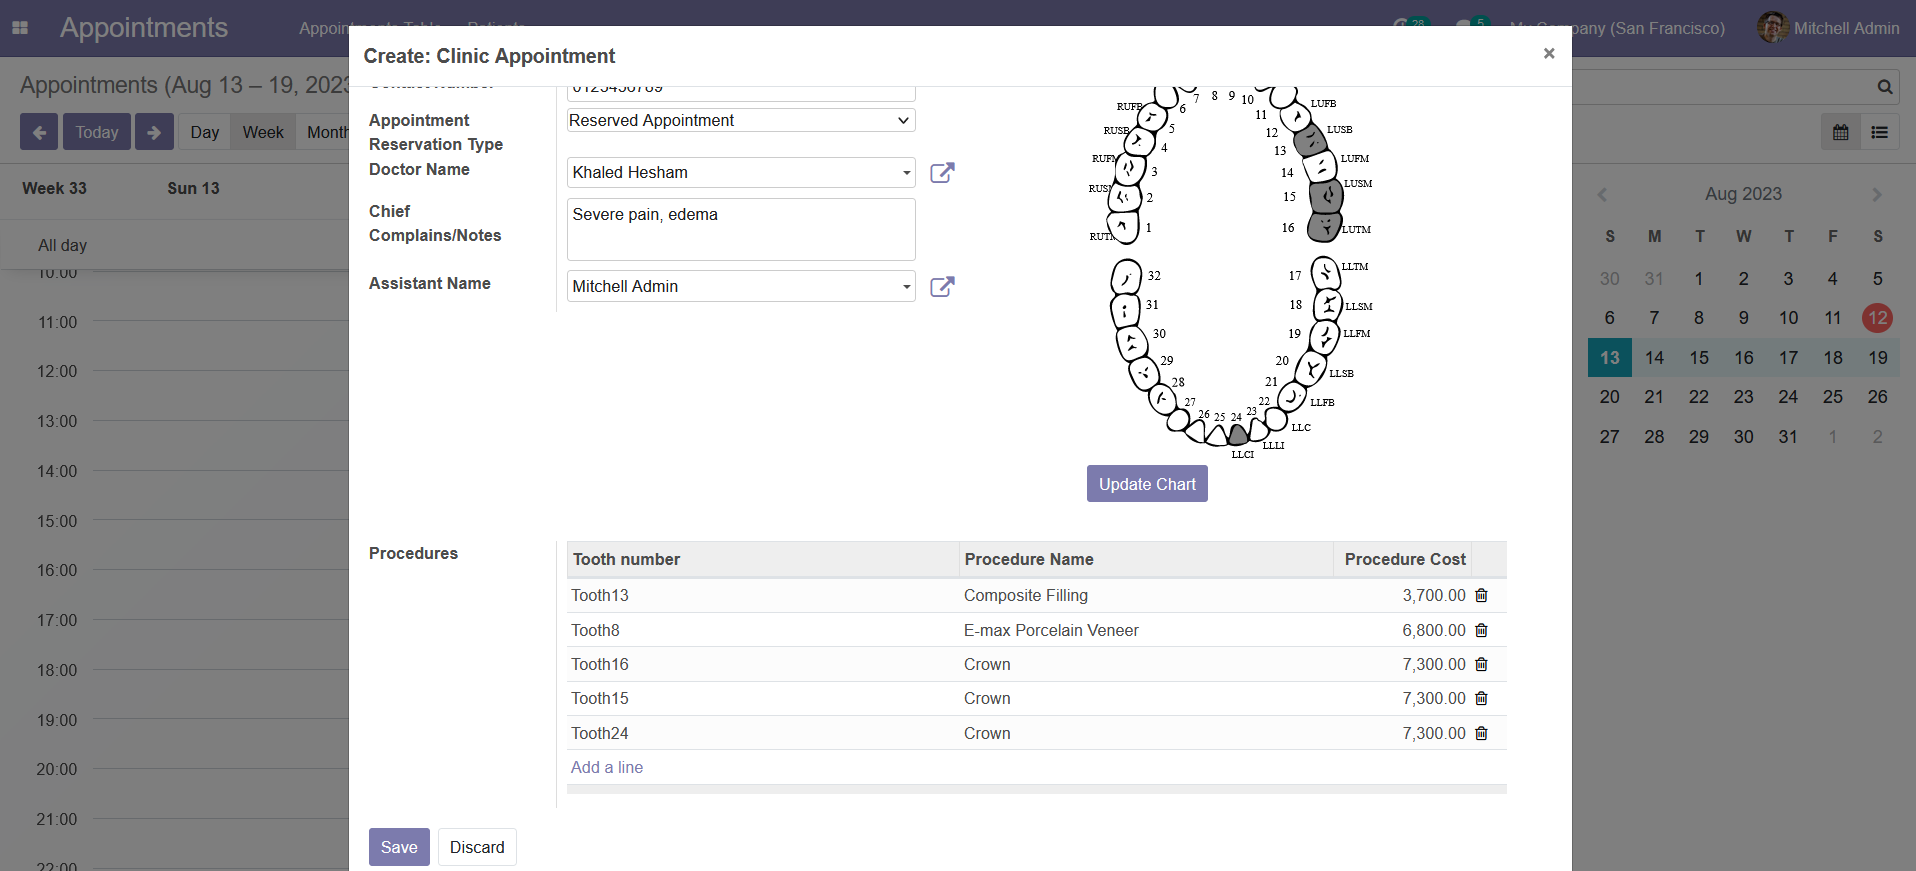 Appointments
Appointments Table
Patients
28
5
My Company (San Francisco)
Mitchell Admin
Create: Clinic Appointment
×
Appointments (Aug 13 – 19, 2023
Today
Day
Week
Month
Week 33
Sun 13
All day
10:00
11:00
12:00
13:00
14:00
15:00
16:00
17:00
18:00
19:00
20:00
21:00
22:00
Contact Number
0123456789
Appointment
Reservation Type
Reserved Appointment
Doctor Name
Khaled Hesham
Chief
Complains/Notes
Severe pain, edema
Assistant Name
Mitchell Admin
7 8 9 10
RUFB 6 11 LUFB
RUSB 5 12 LUSB
4 13
RUFM 3 14 LUFM
RUSM 2 15 LUSM
RUTM 1 16 LUTM
32 17 LLTM
31 18 LLSM
30 19 LLFM
29 20 LLSB
28 21 LLFB
27 26 25 24 23 22
LLC
LLLI
LLCI
Update Chart
Procedures
Tooth number Procedure Name Procedure Cost
Tooth13 Composite Filling 3,700.00
Tooth8 E-max Porcelain Veneer 6,800.00
Tooth16 Crown 7,300.00
Tooth15 Crown 7,300.00
Tooth24 Crown 7,300.00
Add a line
Save
Discard
Aug 2023
S M T W T F S
30 31 1 2 3 4 5
6 7 8 9 10 11 12
13 14 15 16 17 18 19
20 21 22 23 24 25 26
27 28 29 30 31 1 2